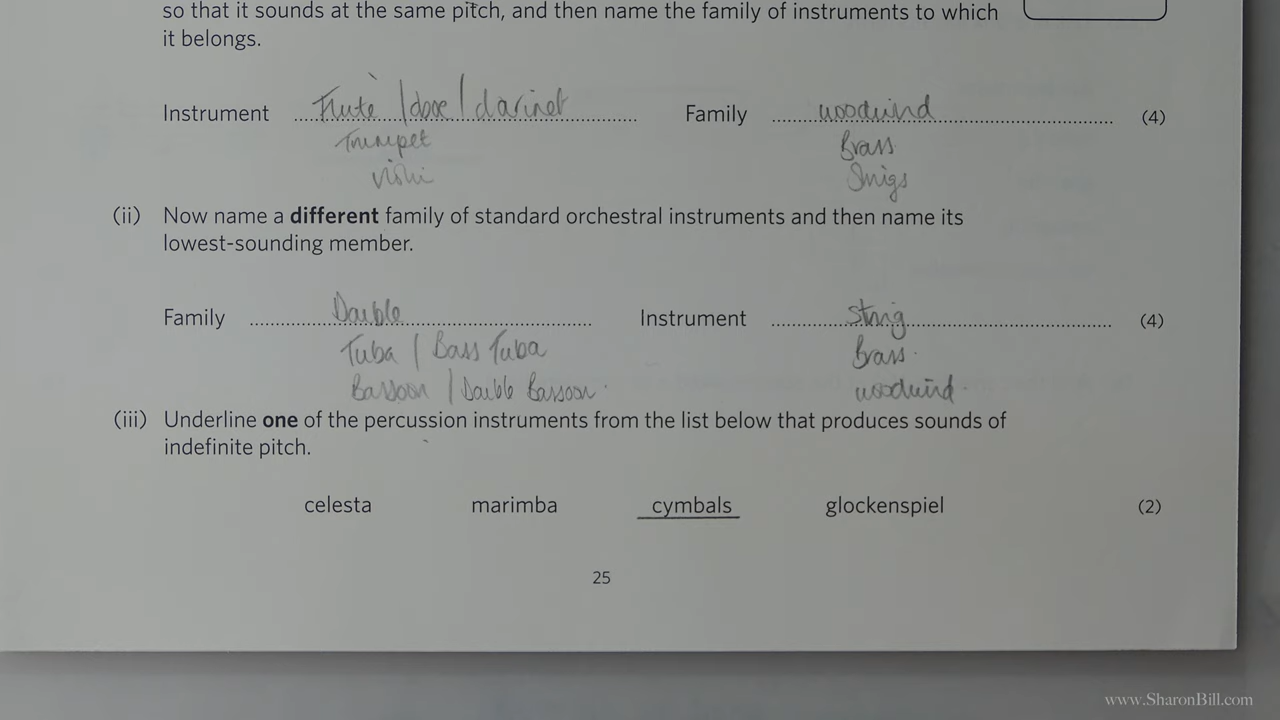 so that it sounds at the same pitch, and then name the family of instruments to which
it belongs.
Instrument Flute / oboe / clarinet Family woodwind (4)
Trumpet Brass
(ii) Now name a different family of standard orchestral instruments and then name its
lowest-sounding member.
Family Double Instrument String (4)
Tuba / Bass Tuba Brass
Bassoon / Double Bassoon woodwind
(iii) Underline one of the percussion instruments from the list below that produces sounds of
indefinite pitch.
celesta marimba cymbals glockenspiel (2)
25
www.SharonBill.com